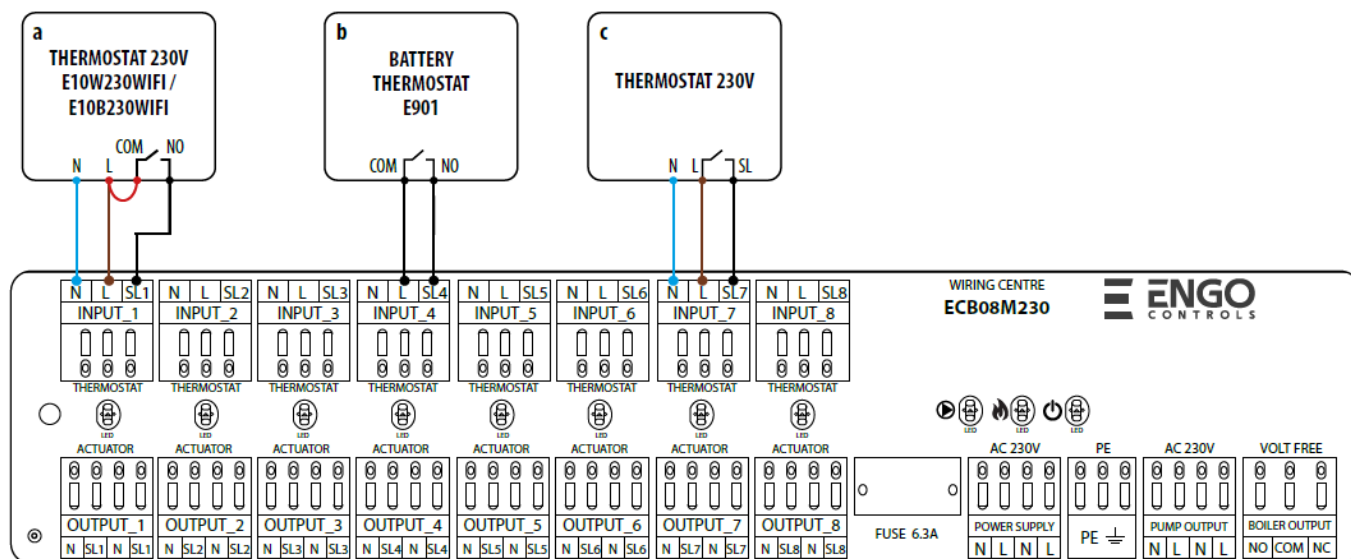 a
THERMOSTAT 230V
E10W230WIFI /
E10B230WIFI
COM NO
N L
b
BATTERY
THERMOSTAT
E901
COM NO
c
THERMOSTAT 230V
N L SL
N L SL1
INPUT_1
THERMOSTAT
LED
N L SL2
INPUT_2
THERMOSTAT
LED
N L SL3
INPUT_3
THERMOSTAT
LED
N L SL4
INPUT_4
THERMOSTAT
LED
N L SL5
INPUT_5
THERMOSTAT
LED
N L SL6
INPUT_6
THERMOSTAT
LED
N L SL7
INPUT_7
THERMOSTAT
LED
N L SL8
INPUT_8
THERMOSTAT
LED
WIRING CENTRE
ECB08M230
ENGO
CONTROLS
LED LED LED
ACTUATOR
OUTPUT_1
N SL1 N SL1
ACTUATOR
OUTPUT_2
N SL2 N SL2
ACTUATOR
OUTPUT_3
N SL3 N SL3
ACTUATOR
OUTPUT_4
N SL4 N SL4
ACTUATOR
OUTPUT_5
N SL5 N SL5
ACTUATOR
OUTPUT_6
N SL6 N SL6
ACTUATOR
OUTPUT_7
N SL7 N SL7
ACTUATOR
OUTPUT_8
N SL8 N SL8
FUSE 6.3A
AC 230V
POWER SUPPLY
N L N L
PE
PE
AC 230V
PUMP OUTPUT
N L N L
VOLT FREE
BOILER OUTPUT
NO COM NC